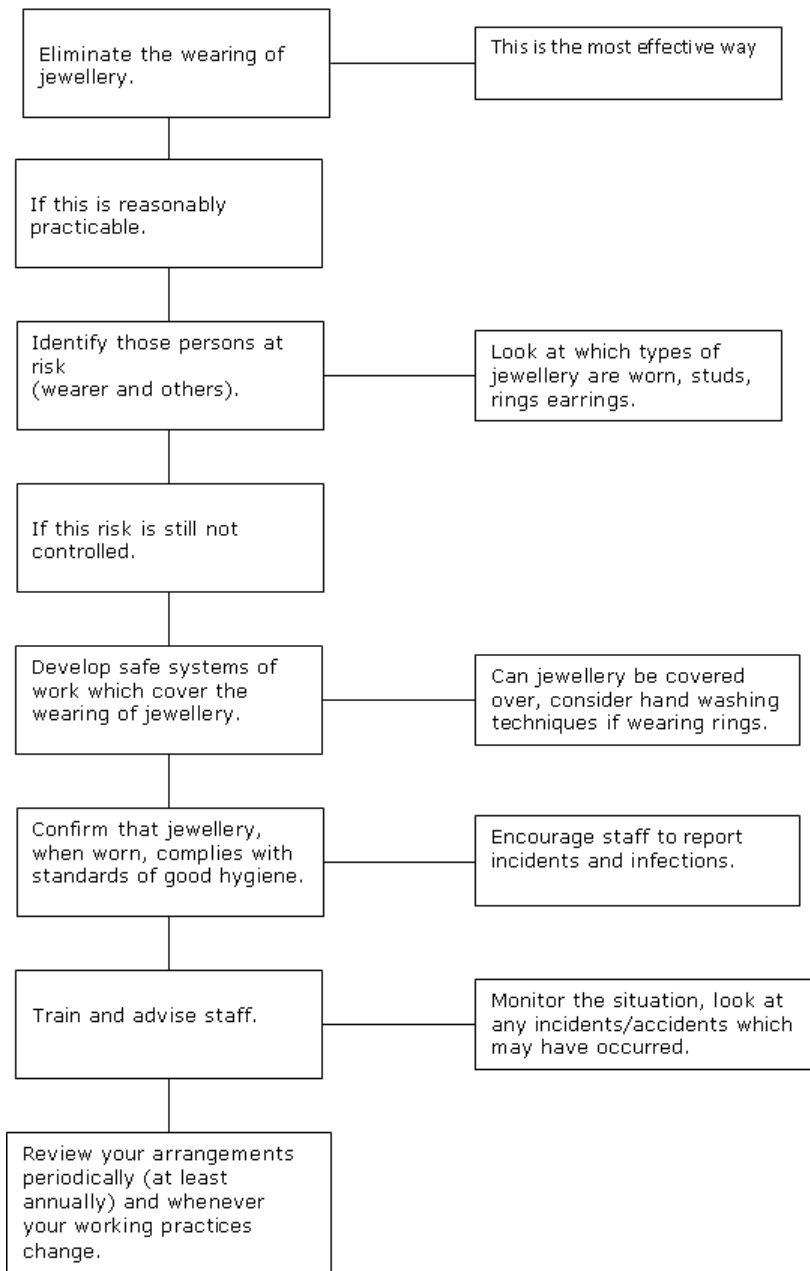 Eliminate the wearing of
jewellery.
This is the most effective way
If this is reasonably
practicable.
Identify those persons at
risk
(wearer and others).
Look at which types of
jewellery are worn, studs,
rings earrings.
If this risk is still not
controlled.
Develop safe systems of
work which cover the
wearing of jewellery.
Can jewellery be covered
over, consider hand washing
techniques if wearing rings.
Confirm that jewellery,
when worn, complies with
standards of good hygiene.
Encourage staff to report
incidents and infections.
Train and advise staff.
Monitor the situation, look at
any incidents/accidents which
may have occurred.
Review your arrangements
periodically (at least
annually) and whenever
your working practices
change.